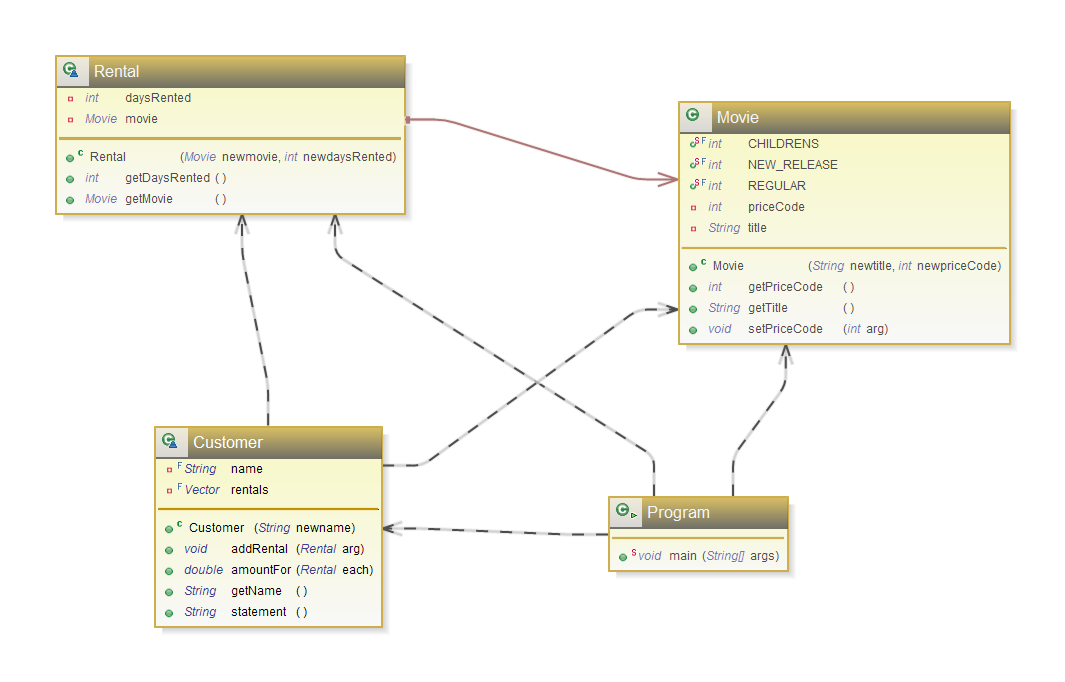 Rental
int daysRented
Movie movie
C Rental (Movie newmovie, int newdaysRented)
int getDaysRented ( )
Movie getMovie ( )
Movie
S F int CHILDRENS
S F int NEW_RELEASE
S F int REGULAR
int priceCode
String title
C Movie (String newtitle, int newpriceCode)
int getPriceCode ( )
String getTitle ( )
void setPriceCode (int arg)
Customer
F String name
F Vector rentals
C Customer (String newname)
void addRental (Rental arg)
double amountFor (Rental each)
String getName ( )
String statement ( )
Program
S void main (String[] args)